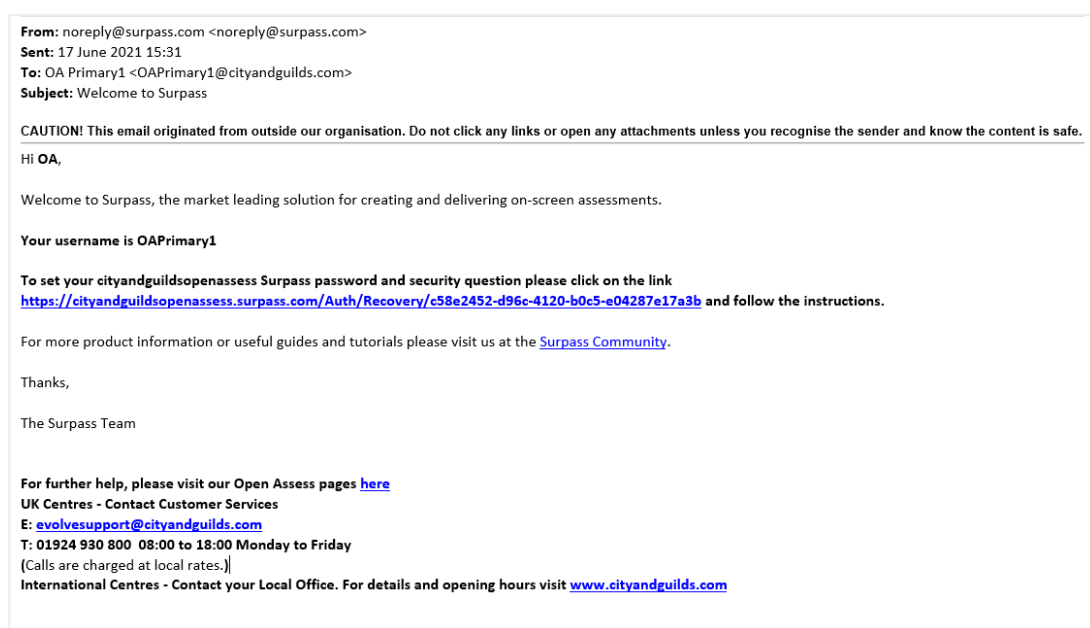 From: noreply@surpass.com <noreply@surpass.com>
Sent: 17 June 2021 15:31
To: OA Primary1 <OAPrimary1@cityandguilds.com>
Subject: Welcome to Surpass
CAUTION! This email originated from outside our organisation. Do not click any links or open any attachments unless you recognise the sender and know the content is safe.
Hi OA,
Welcome to Surpass, the market leading solution for creating and delivering on-screen assessments.
Your username is OAPrimary1
To set your cityandguildsopenassess Surpass password and security question please click on the link
https://cityandguildsopenassess.surpass.com/Auth/Recovery/c58e2452-d96c-4120-b0c5-e04287e17a3b and follow the instructions.
For more product information or useful guides and tutorials please visit us at the Surpass Community.
Thanks,
The Surpass Team
For further help, please visit our Open Assess pages here
UK Centres - Contact Customer Services
E: evolvesupport@cityandguilds.com
T: 01924 930 800  08:00 to 18:00 Monday to Friday
(Calls are charged at local rates.)
International Centres - Contact your Local Office. For details and opening hours visit www.cityandguilds.com